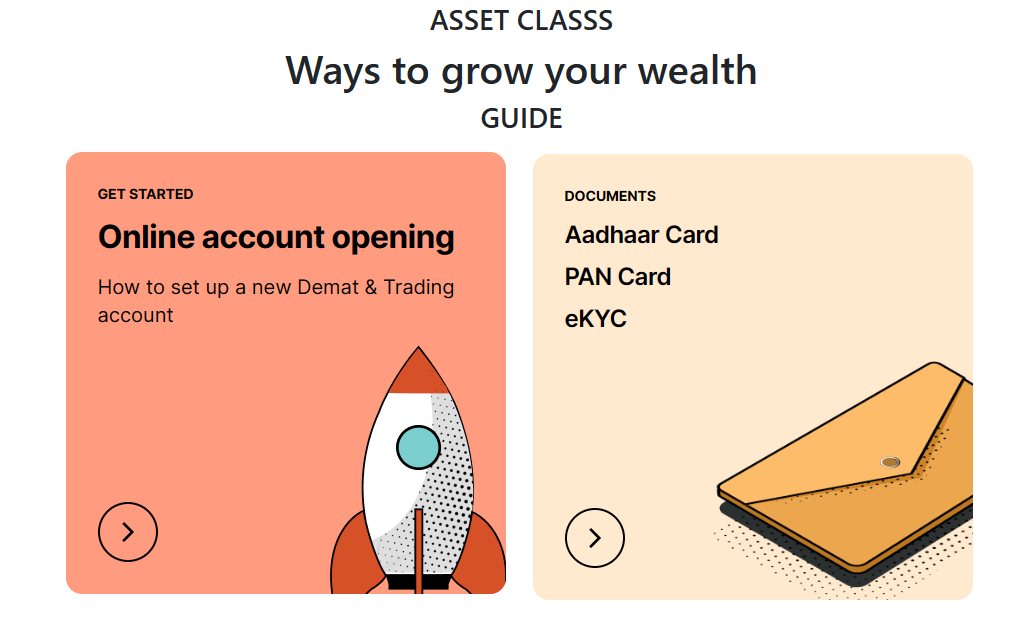 ASSET CLASSS
Ways to grow your wealth
GUIDE
GET STARTED
Online account opening
How to set up a new Demat & Trading
account
DOCUMENTS
Aadhaar Card
PAN Card
eKYC